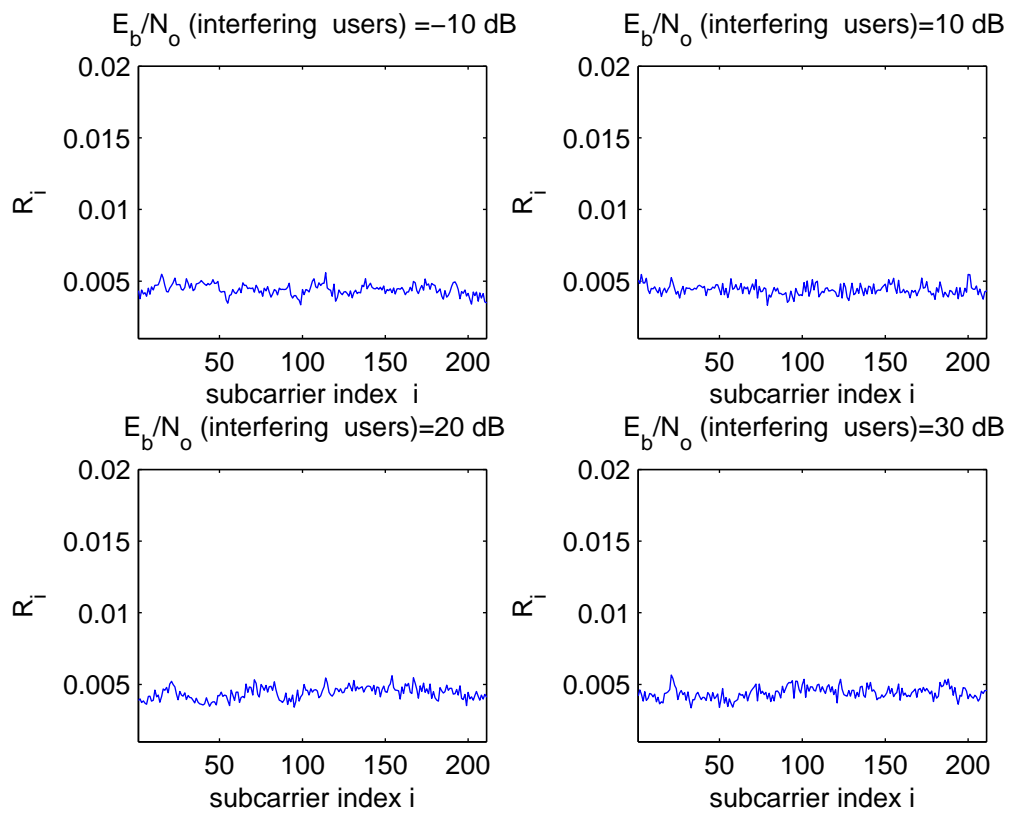 E_b/N_o (interfering users) =−10 dB
0.02
0.015
0.01
0.005
R_i
50 100 150 200
subcarrier index i
E_b/N_o (interfering users)=10 dB
0.02
0.015
0.01
0.005
R_i
50 100 150 200
subcarrier index i
E_b/N_o (interfering users)=20 dB
0.02
0.015
0.01
0.005
R_i
50 100 150 200
subcarrier index i
E_b/N_o (interfering users)=30 dB
0.02
0.015
0.01
0.005
R_i
50 100 150 200
subcarrier index i